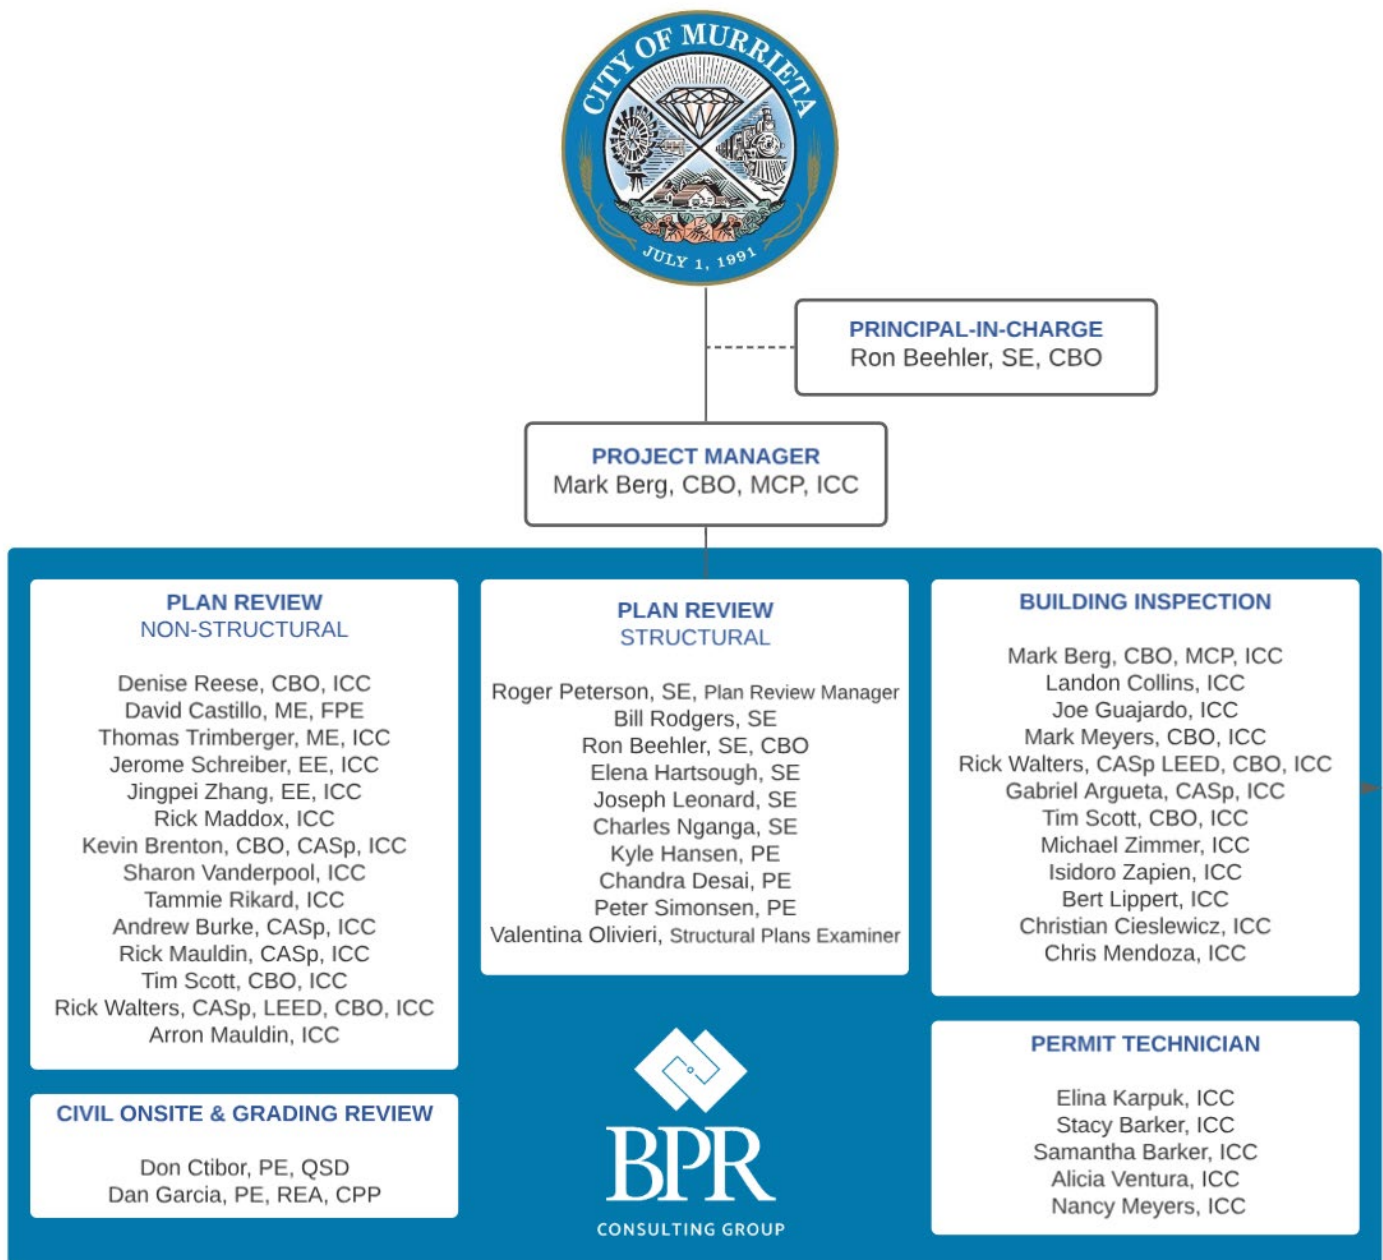 CITY OF MURRIETA
JULY 1, 1991
PRINCIPAL-IN-CHARGE
Ron Beehler, SE, CBO
PROJECT MANAGER
Mark Berg, CBO, MCP, ICC
PLAN REVIEW
NON-STRUCTURAL
Denise Reese, CBO, ICC
David Castillo, ME, FPE
Thomas Trimberger, ME, ICC
Jerome Schreiber, EE, ICC
Jingpei Zhang, EE, ICC
Rick Maddox, ICC
Kevin Brenton, CBO, CASp, ICC
Sharon Vanderpool, ICC
Tammie Rikard, ICC
Andrew Burke, CASp, ICC
Rick Mauldin, CASp, ICC
Tim Scott, CBO, ICC
Rick Walters, CASp, LEED, CBO, ICC
Arron Mauldin, ICC
CIVIL ONSITE & GRADING REVIEW
Don Ctibor, PE, QSD
Dan Garcia, PE, REA, CPP
PLAN REVIEW
STRUCTURAL
Roger Peterson, SE, Plan Review Manager
Bill Rodgers, SE
Ron Beehler, SE, CBO
Elena Hartsough, SE
Joseph Leonard, SE
Charles Nganga, SE
Kyle Hansen, PE
Chandra Desai, PE
Peter Simonsen, PE
Valentina Olivieri, Structural Plans Examiner
BPR
CONSULTING GROUP
BUILDING INSPECTION
Mark Berg, CBO, MCP, ICC
Landon Collins, ICC
Joe Guajardo, ICC
Mark Meyers, CBO, ICC
Rick Walters, CASp LEED, CBO, ICC
Gabriel Argueta, CASp, ICC
Tim Scott, CBO, ICC
Michael Zimmer, ICC
Isidoro Zapien, ICC
Bert Lippert, ICC
Christian Cieslewicz, ICC
Chris Mendoza, ICC
PERMIT TECHNICIAN
Elina Karpuk, ICC
Stacy Barker, ICC
Samantha Barker, ICC
Alicia Ventura, ICC
Nancy Meyers, ICC